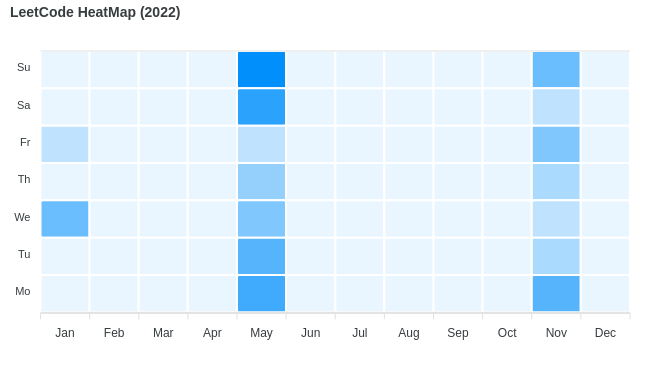 LeetCode HeatMap (2022)
Su
Sa
Fr
Th
We
Tu
Mo
Jan Feb Mar Apr May Jun Jul Aug Sep Oct Nov Dec